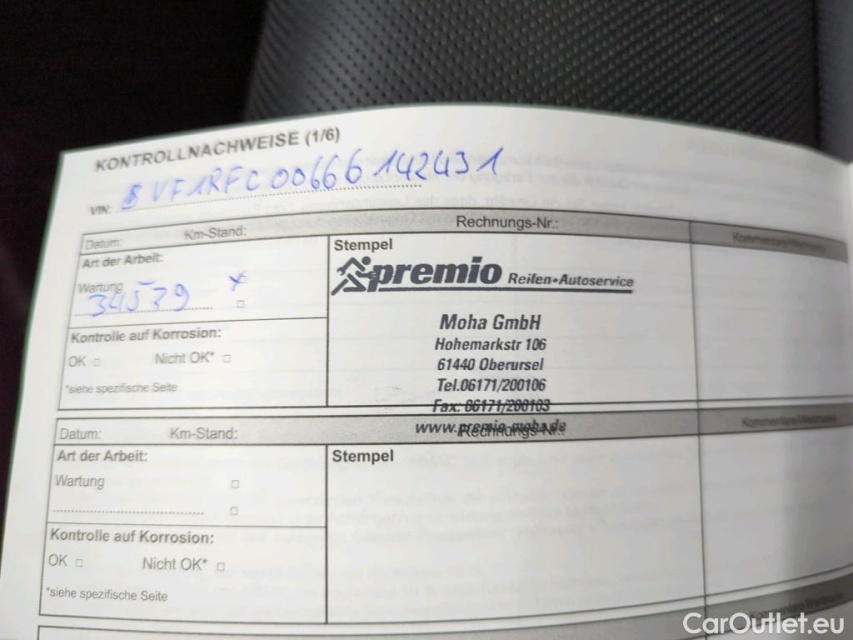 KONTROLLNACHWEISE (1/6)
VIN: VF1RFC00666142431
Datum: Km-Stand: Rechnungs-Nr.:
Art der Arbeit:
Wartung x
34579
Kontrolle auf Korrosion:
OK Nicht OK*
*siehe spezifische Seite
Stempel
premio Reifen+Autoservice
Moha GmbH
Hohemarkstr 106
61440 Oberursel
Tel.06171/200106
Fax: 06171/200103
www.premio-moha.de
Datum: Km-Stand: Rechnungs-Nr.:
Art der Arbeit:
Wartung
Kontrolle auf Korrosion:
OK Nicht OK*
*siehe spezifische Seite
Stempel
CarOutlet.eu